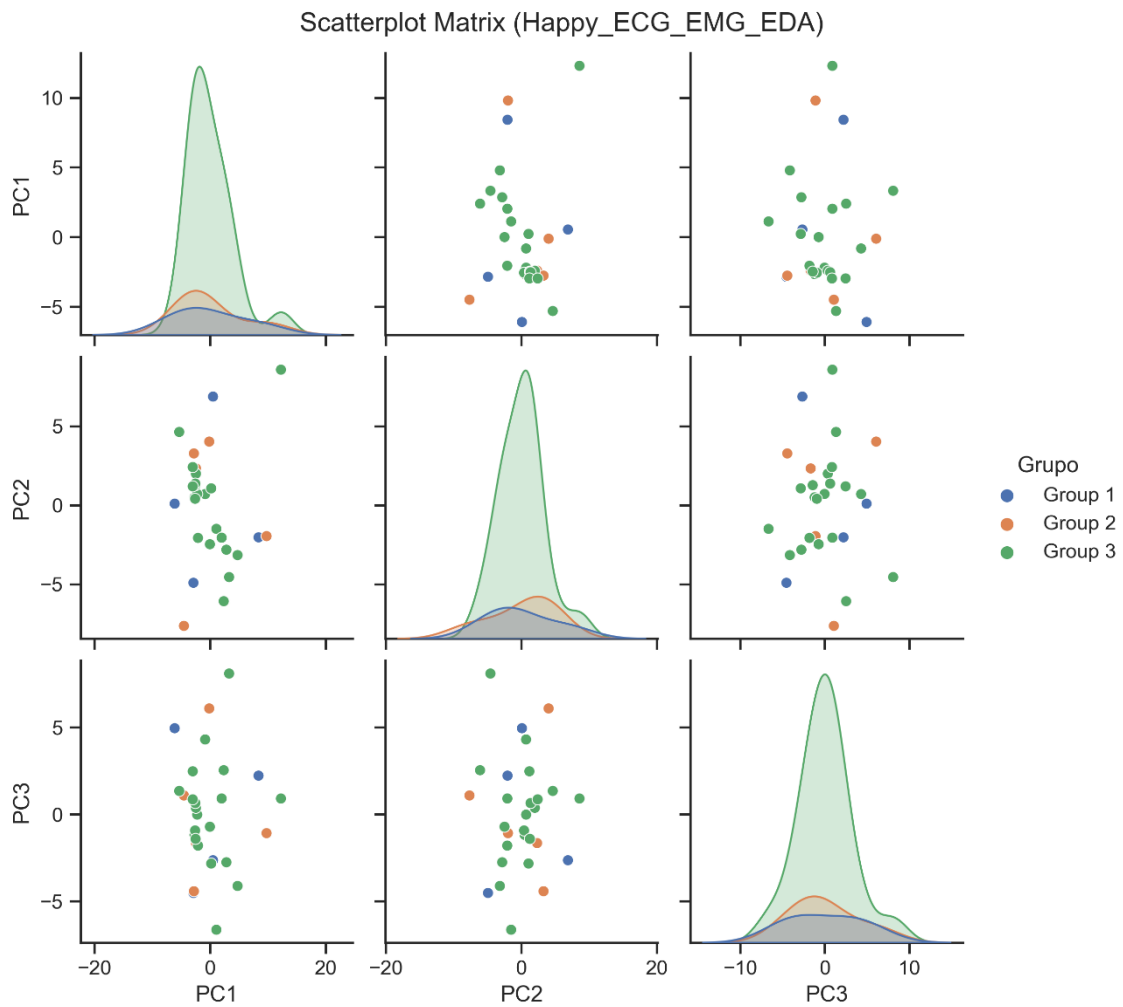 Scatterplot Matrix (Happy_ECG_EMG_EDA)
10
5
0
−5
PC1
5
0
−5
PC2
Grupo
Group 1
Group 2
Group 3
5
0
−5
PC3
−20 0 20
−20 0 20
−10 0 10
PC1
PC2
PC3